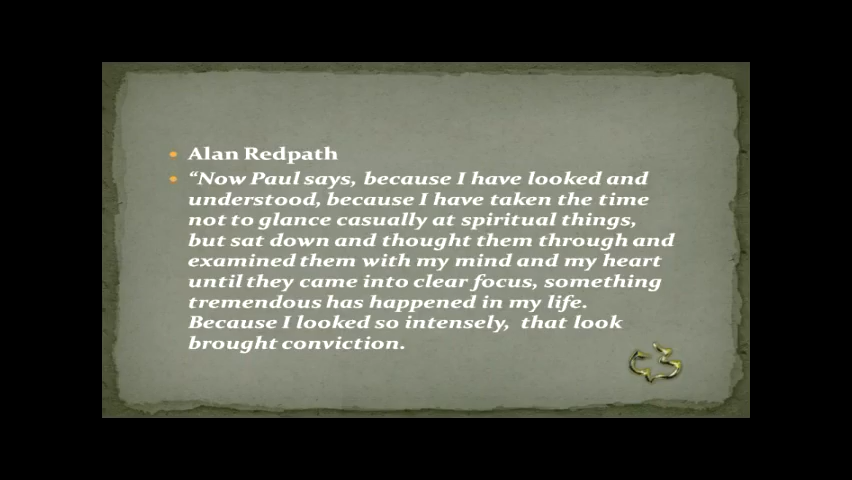 • Alan Redpath
• “Now Paul says, because I have looked and
understood, because I have taken the time
not to glance casually at spiritual things,
but sat down and thought them through and
examined them with my mind and my heart
until they came into clear focus, something
tremendous has happened in my life.
Because I looked so intensely,  that look
brought conviction.